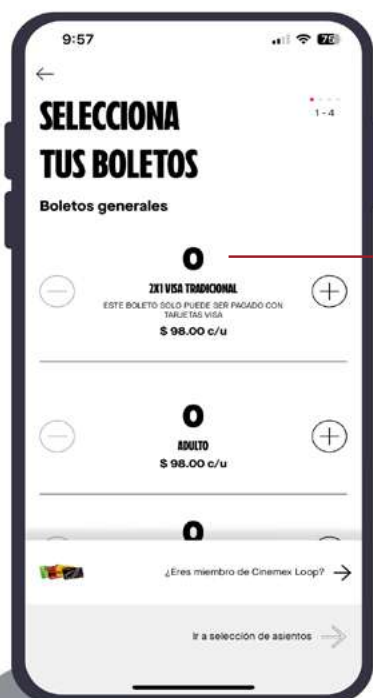 9:57
75
SELECCIONA
1 - 4
TUS BOLETOS
Boletos generales
0
2X1 VISA TRADICIONAL
ESTE BOLETO SOLO PUEDE SER PAGADO CON
TARJETAS VISA
$ 98.00 c/u
0
ADULTO
$ 98.00 c/u
0
¿Eres miembro de Cinemex Loop?
Ir a selección de asientos